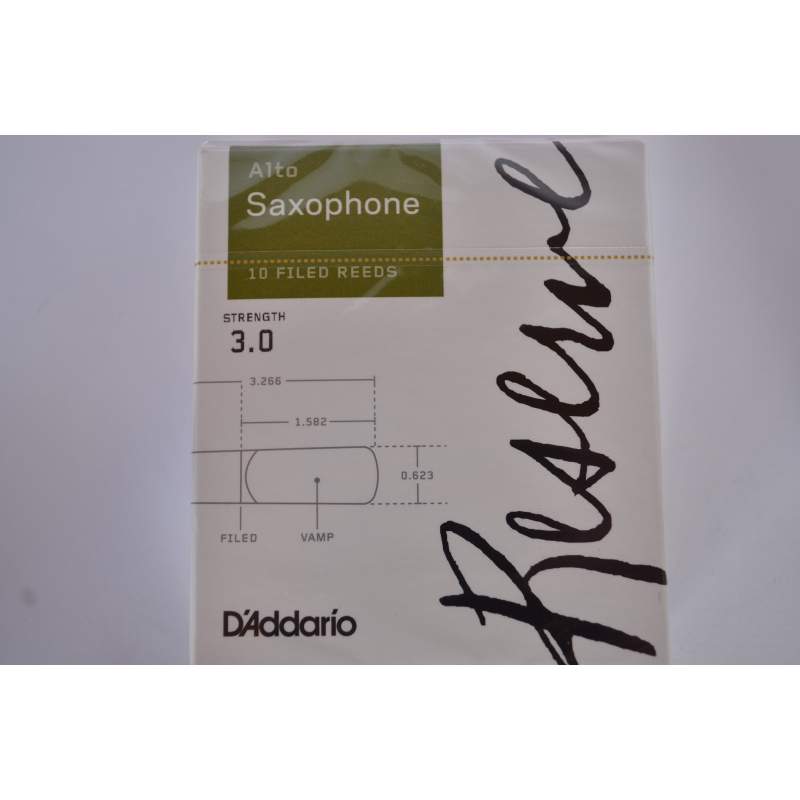 Alto
Saxophone
10 FILED REEDS
STRENGTH
3.0
3.266
1.582
0.623
FILED
VAMP
D'Addario
Reserve